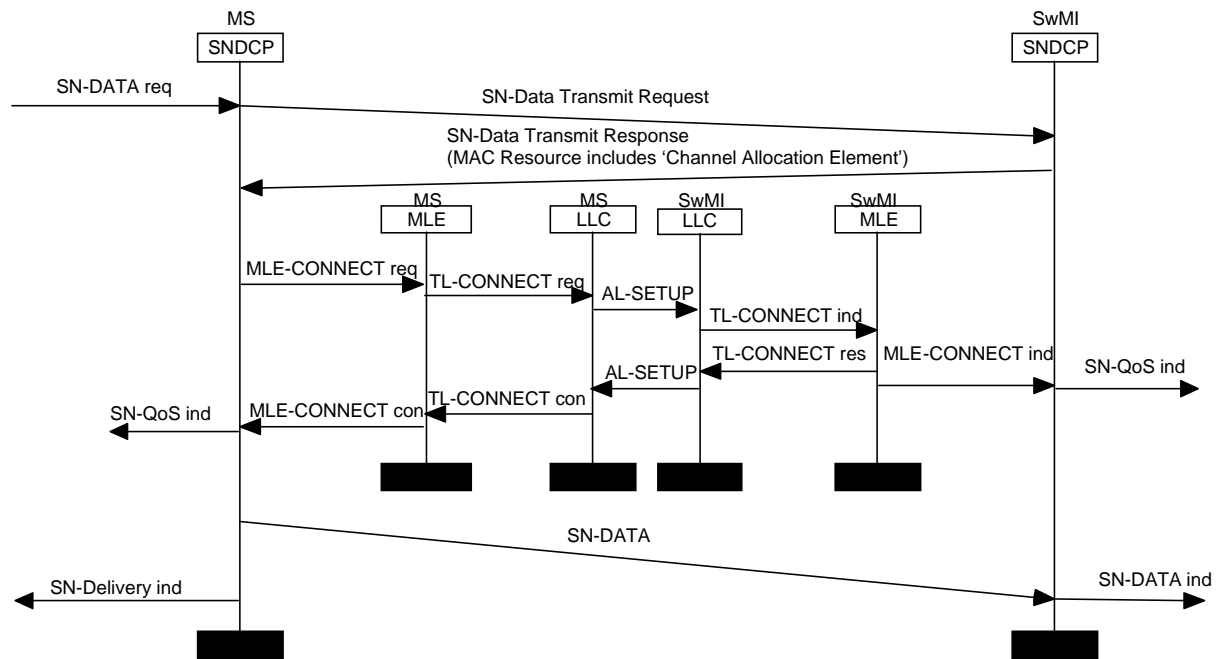 MS
SwMI
SNDCP
SNDCP
SN-DATA req
SN-Data Transmit Request
SN-Data Transmit Response
(MAC Resource includes ‘Channel Allocation Element’)
MS
MS
SwMI
SwMI
MLE
LLC
LLC
MLE
MLE-CONNECT req
TL-CONNECT req
AL-SETUP
TL-CONNECT ind
TL-CONNECT res
MLE-CONNECT ind
SN-QoS ind
AL-SETUP
TL-CONNECT con
MLE-CONNECT con
SN-QoS ind
SN-DATA
SN-Delivery ind
SN-DATA ind